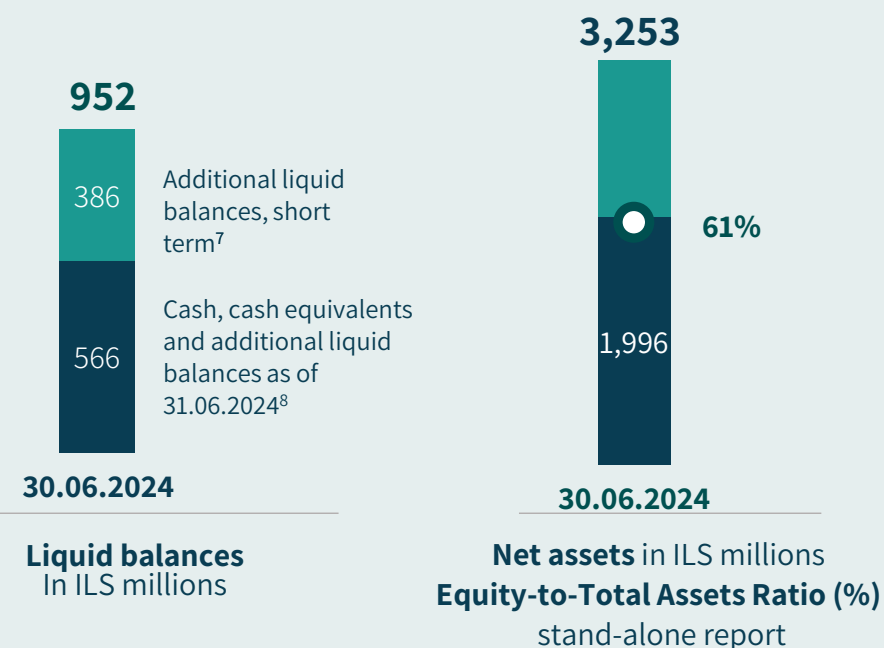 952
386
Additional liquid
balances, short
term⁷
566
Cash, cash equivalents
and additional liquid
balances as of
31.06.2024⁸
30.06.2024
Liquid balances
In ILS millions
3,253
61%
1,996
30.06.2024
Net assets in ILS millions
Equity-to-Total Assets Ratio (%)
stand-alone report